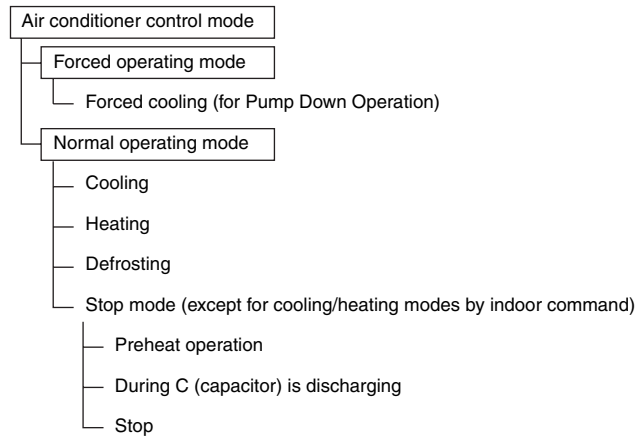 Air conditioner control mode
Forced operating mode
Forced cooling (for Pump Down Operation)
Normal operating mode
Cooling
Heating
Defrosting
Stop mode (except for cooling/heating modes by indoor command)
Preheat operation
During C (capacitor) is discharging
Stop